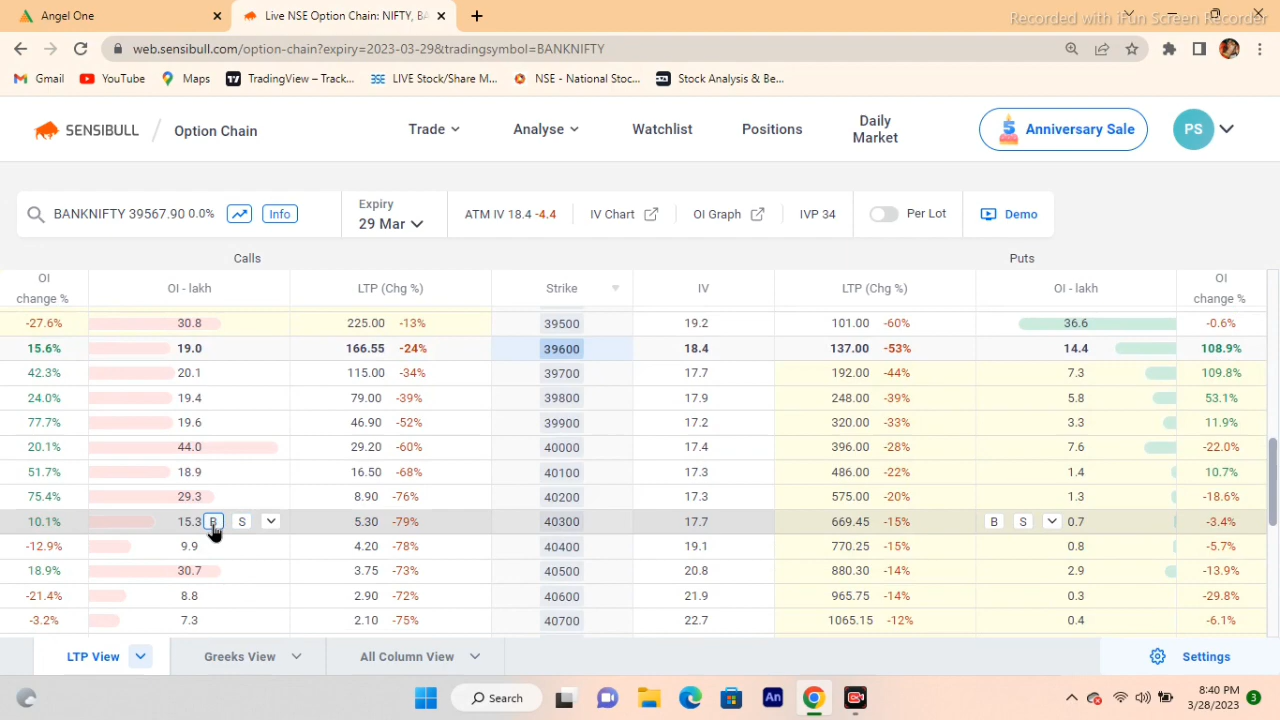 Angel One
Live NSE Option Chain: NIFTY, BA
Recorded with iFun Screen Recorder
web.sensibull.com/option-chain?expiry=2023-03-29&tradingsymbol=BANKNIFTY
Gmail YouTube Maps TradingView – Track... LIVE Stock/Share M... NSE - National Stoc... Stock Analysis & Be...
SENSIBULL / Option Chain Trade Analyse Watchlist Positions Daily Market 5 Anniversary Sale PS
BANKNIFTY 39567.90 0.0% Info Expiry 29 Mar ATM IV 18.4 -4.4 IV Chart OI Graph IVP 34 Per Lot Demo
Calls Puts
OI change % OI - lakh LTP (Chg %) Strike IV LTP (Chg %) OI - lakh OI change %
-27.6% 30.8 225.00 -13% 39500 19.2 101.00 -60% 36.6 -0.6%
15.6% 19.0 166.55 -24% 39600 18.4 137.00 -53% 14.4 108.9%
42.3% 20.1 115.00 -34% 39700 17.7 192.00 -44% 7.3 109.8%
24.0% 19.4 79.00 -39% 39800 17.9 248.00 -39% 5.8 53.1%
77.7% 19.6 46.90 -52% 39900 17.2 320.00 -33% 3.3 11.9%
20.1% 44.0 29.20 -60% 40000 17.4 396.00 -28% 7.6 -22.0%
51.7% 18.9 16.50 -68% 40100 17.3 486.00 -22% 1.4 10.7%
75.4% 29.3 8.90 -76% 40200 17.3 575.00 -20% 1.3 -18.6%
10.1% 15.3 B S 5.30 -79% 40300 17.7 669.45 -15% B S 0.7 -3.4%
-12.9% 9.9 4.20 -78% 40400 19.1 770.25 -15% 0.8 -5.7%
18.9% 30.7 3.75 -73% 40500 20.8 880.30 -14% 2.9 -13.9%
-21.4% 8.8 2.90 -72% 40600 21.9 965.75 -14% 0.3 -29.8%
-3.2% 7.3 2.10 -75% 40700 22.7 1065.15 -12% 0.4 -6.1%
LTP View Greeks View All Column View Settings
Search An 8:40 PM
3/28/2023 3